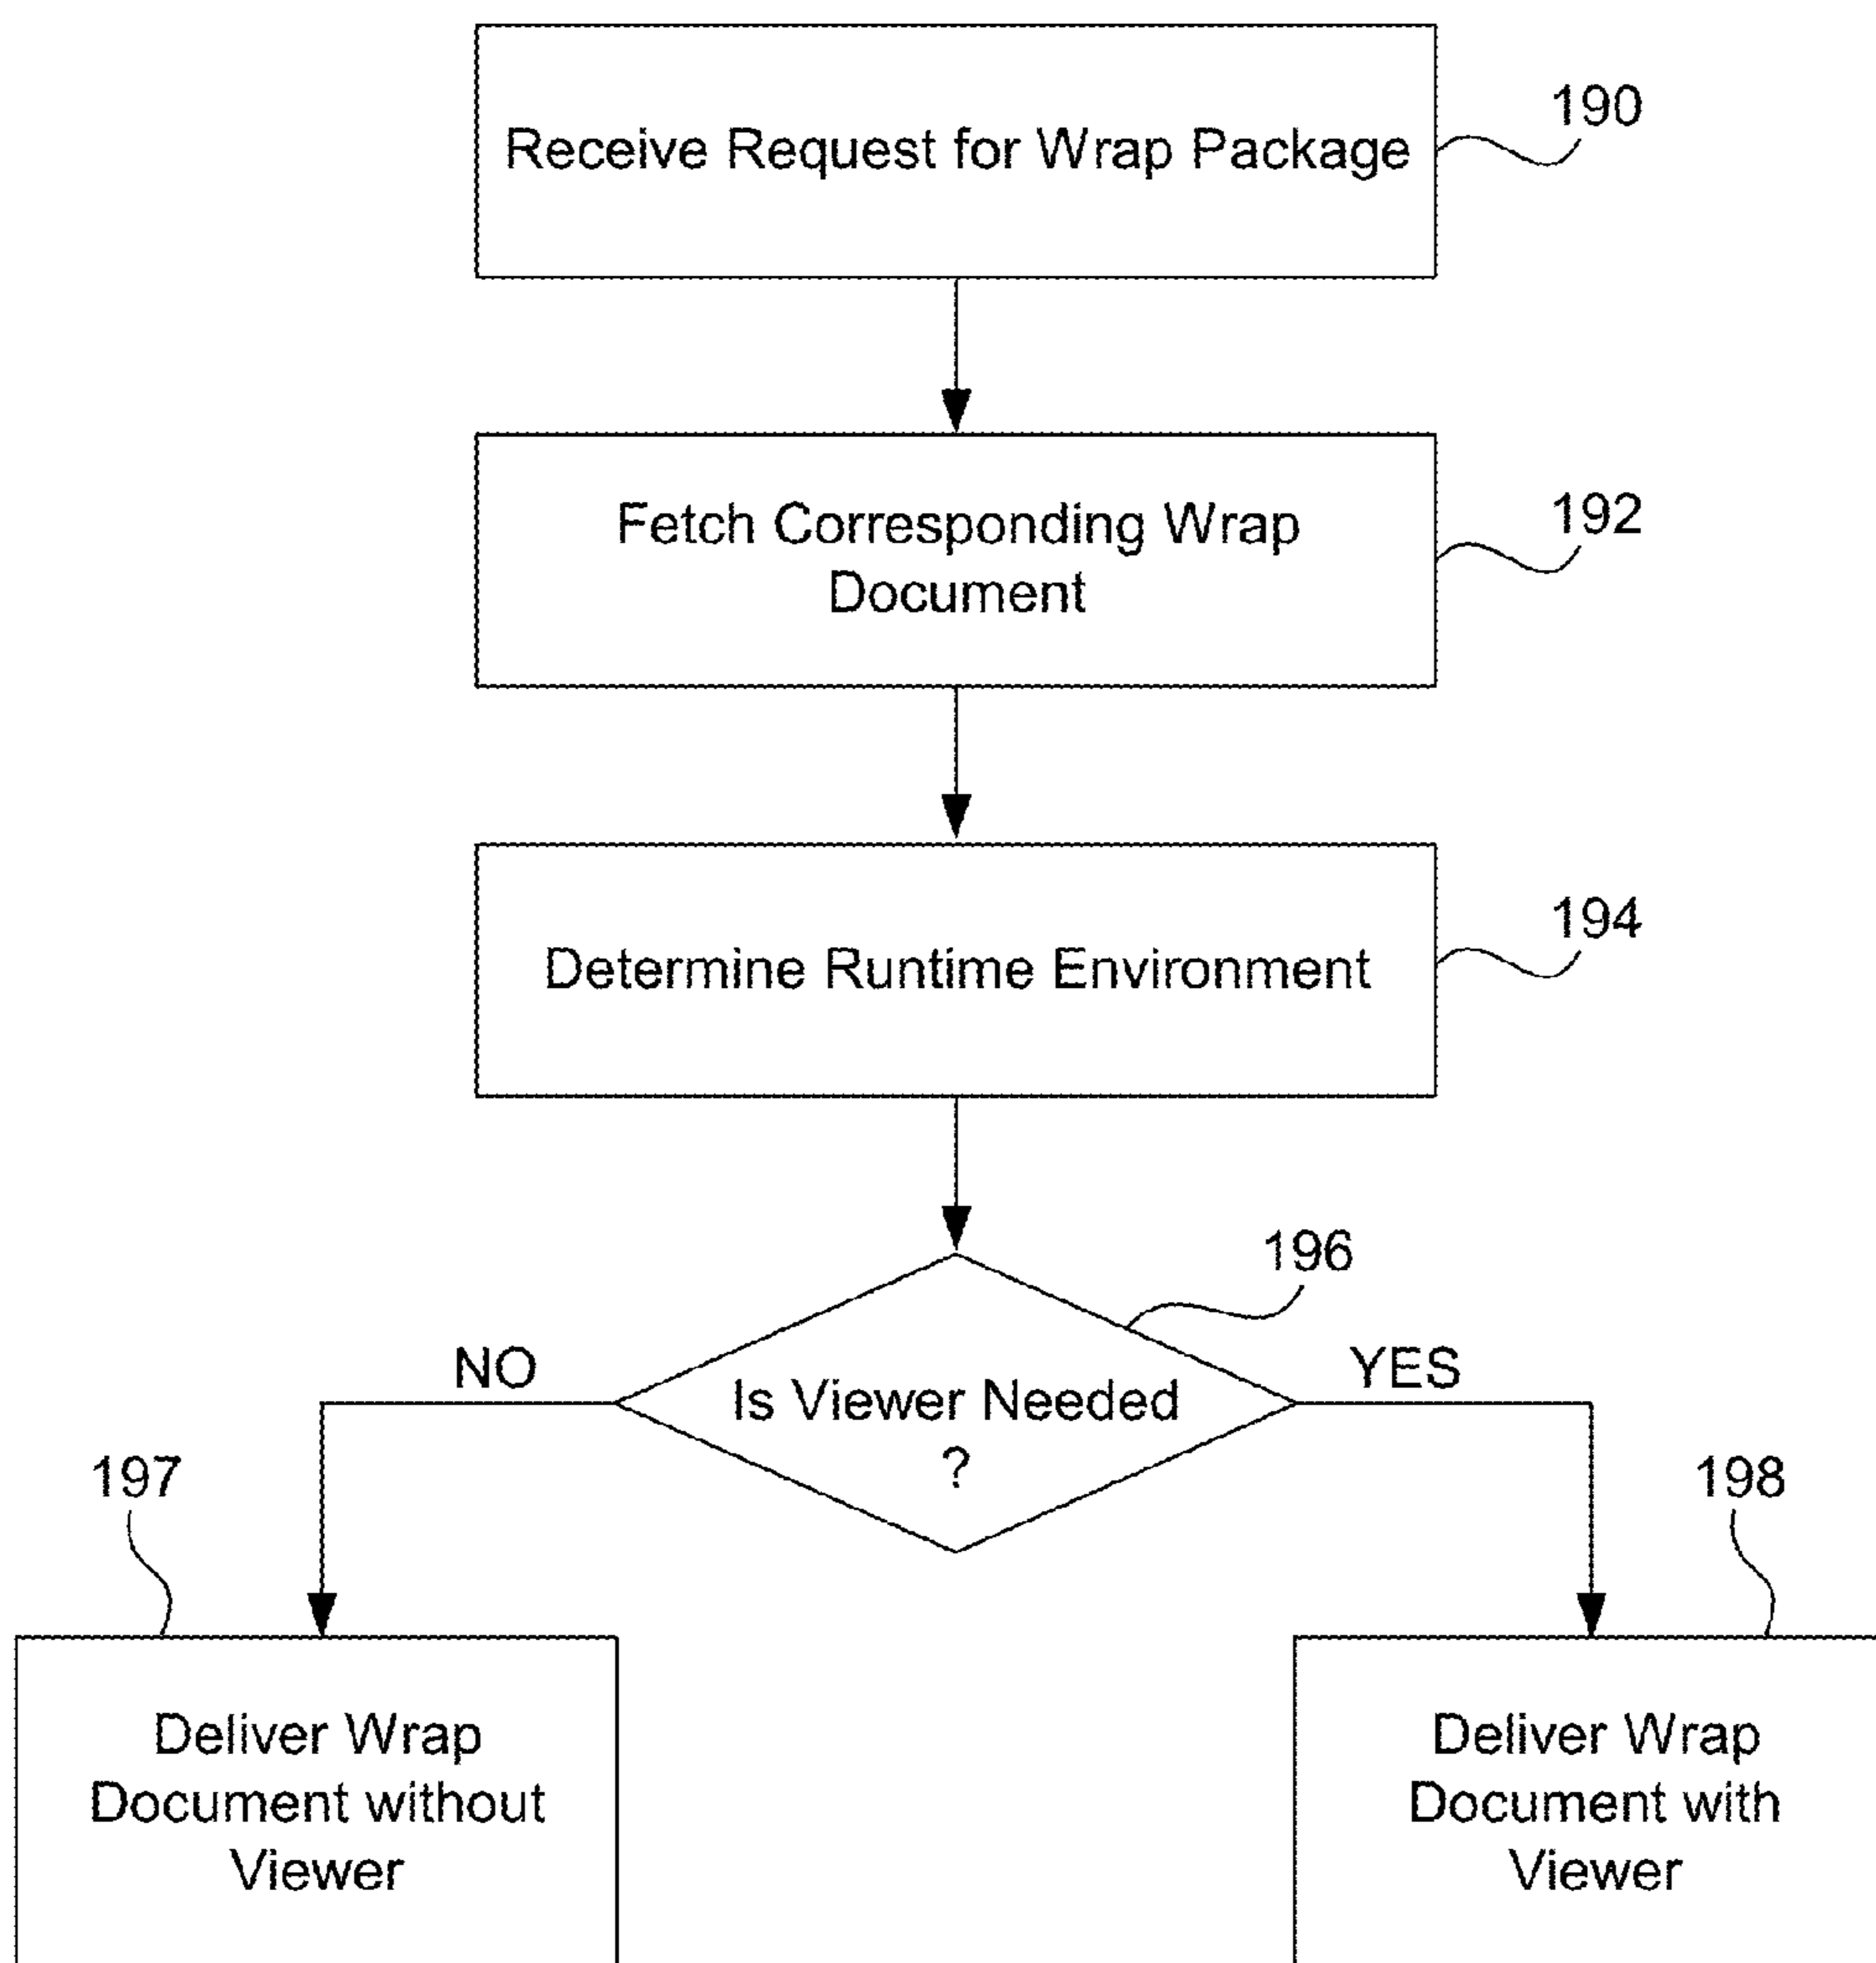 Receive Request for Wrap Package
190
Fetch Corresponding Wrap
Document
192
Determine Runtime Environment
194
196
NO
Is Viewer Needed
?
YES
197
Deliver Wrap
Document without
Viewer
198
Deliver Wrap
Document with
Viewer